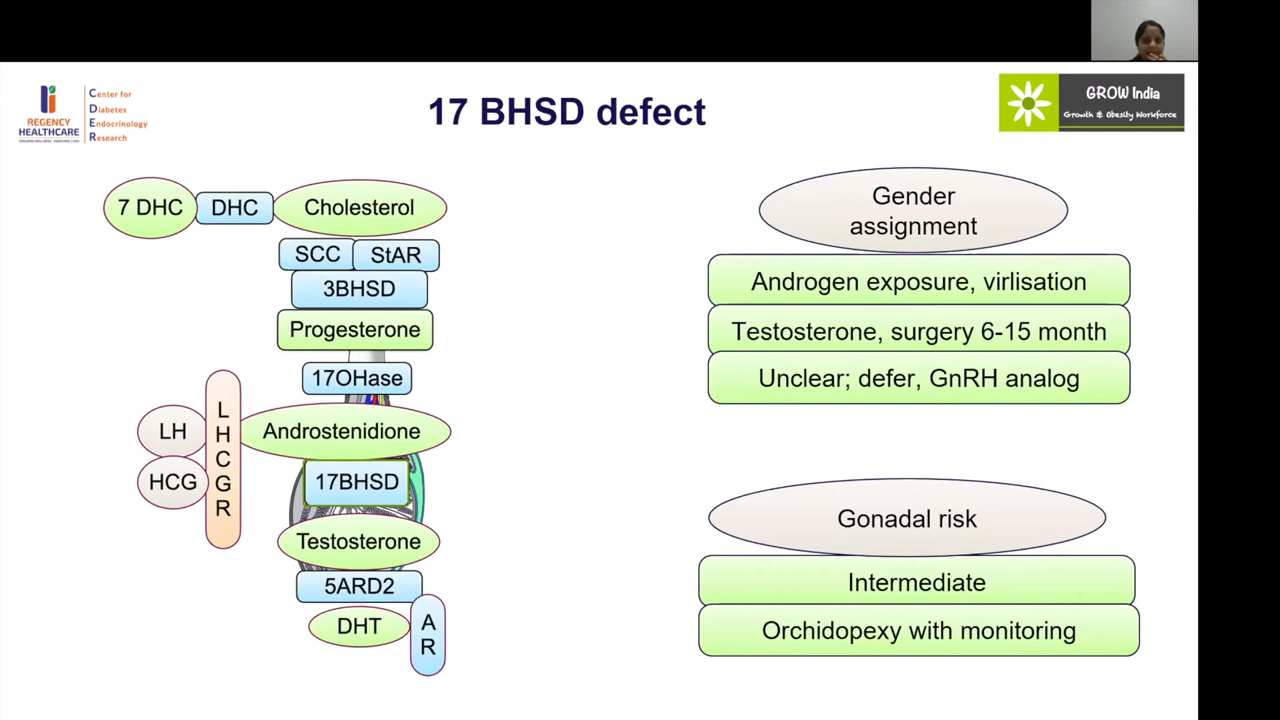 17 BHSD defect
REGENCY
HEALTHCARE
Center for
Diabetes
Endocrinology
Research
GROW India
Growth & Obesity Workforce
7 DHC
DHC
Cholesterol
SCC
StAR
3BHSD
Progesterone
17OHase
LH
HCG
L
H
C
G
R
Androstenidione
17BHSD
Testosterone
5ARD2
DHT
A
R
Gender
assignment
Androgen exposure, virlisation
Testosterone, surgery 6-15 month
Unclear; defer, GnRH analog
Gonadal risk
Intermediate
Orchidopexy with monitoring